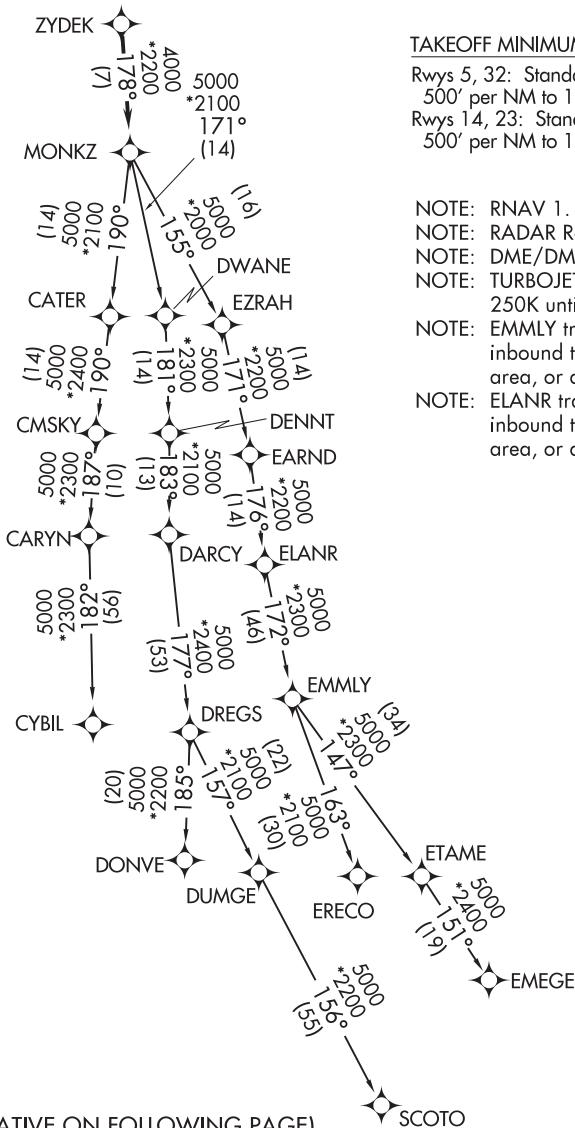 ZYDEK
4000
*2200
178°
(7)
5000
*2100
171°
(14)
MONKZ
(14)
5000
*2100
190°
(16)
5000
*2000
155°
DWANE
CATER
EZRAH
(14)
5000
*2400
190°
5000
*2300
181°
(14)
(14)
5000
*2200
171°
CMSKY
DENNT
EARND
5000
*2300
187°
(10)
5000
*2100
183°
(13)
5000
*2200
176°
(14)
CARYN
DARCY
ELANR
5000
*2300
182°
(56)
5000
*2400
177°
(53)
5000
*2300
172°
(46)
CYBIL
DREGS
EMMLY
(20)
5000
*2200
185°
(22)
5000
*2100
157°
(30)
5000
*2100
163°
(34)
5000
*2300
147°
DONVE
DUMGE
ERECO
ETAME
5000
*2400
151°
(19)
EMEGE
5000
*2200
156°
(55)
SCOTO
TAKEOFF MINIMUM
Rwys 5, 32: Standa
500' per NM to 1
Rwys 14, 23: Stan
500' per NM to 1
NOTE: RNAV 1.
NOTE: RADAR R
NOTE: DME/DM
NOTE: TURBOJET
250K unti
NOTE: EMMLY tr
inbound t
area, or
NOTE: ELANR tra
inbound t
area, or
ATIVE ON FOLLOWING PAGE)